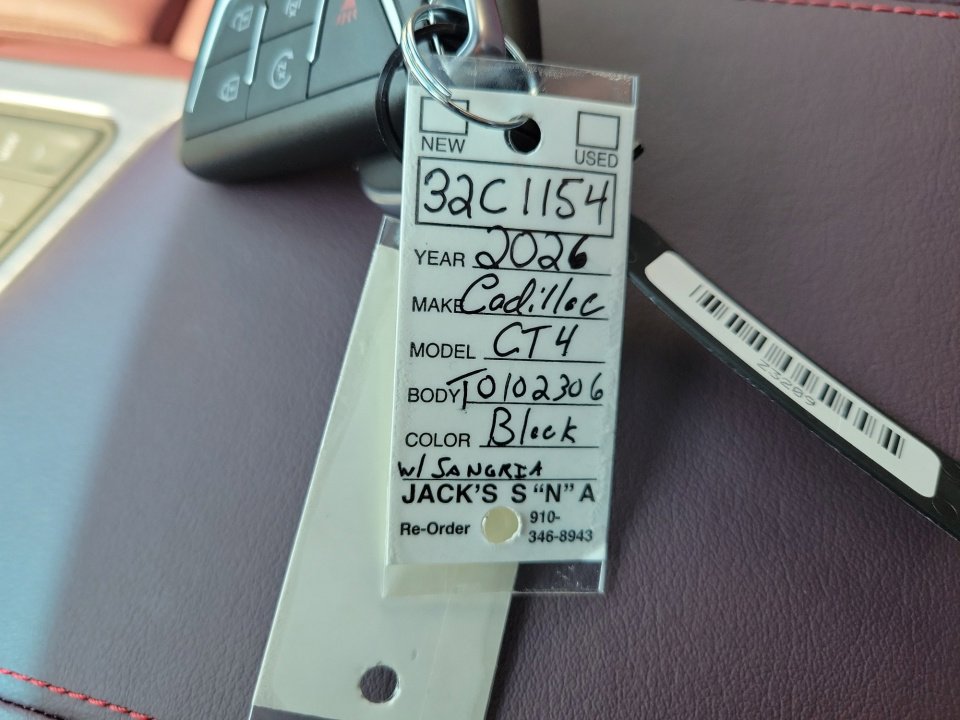 NEW USED
32C1154
YEAR 2026
MAKE Cadillac
MODEL CT4
BODY T0102306
COLOR Black
w/ SANGRIA
JACK'S S "N" A
Re-Order 910-
346-8943
23209